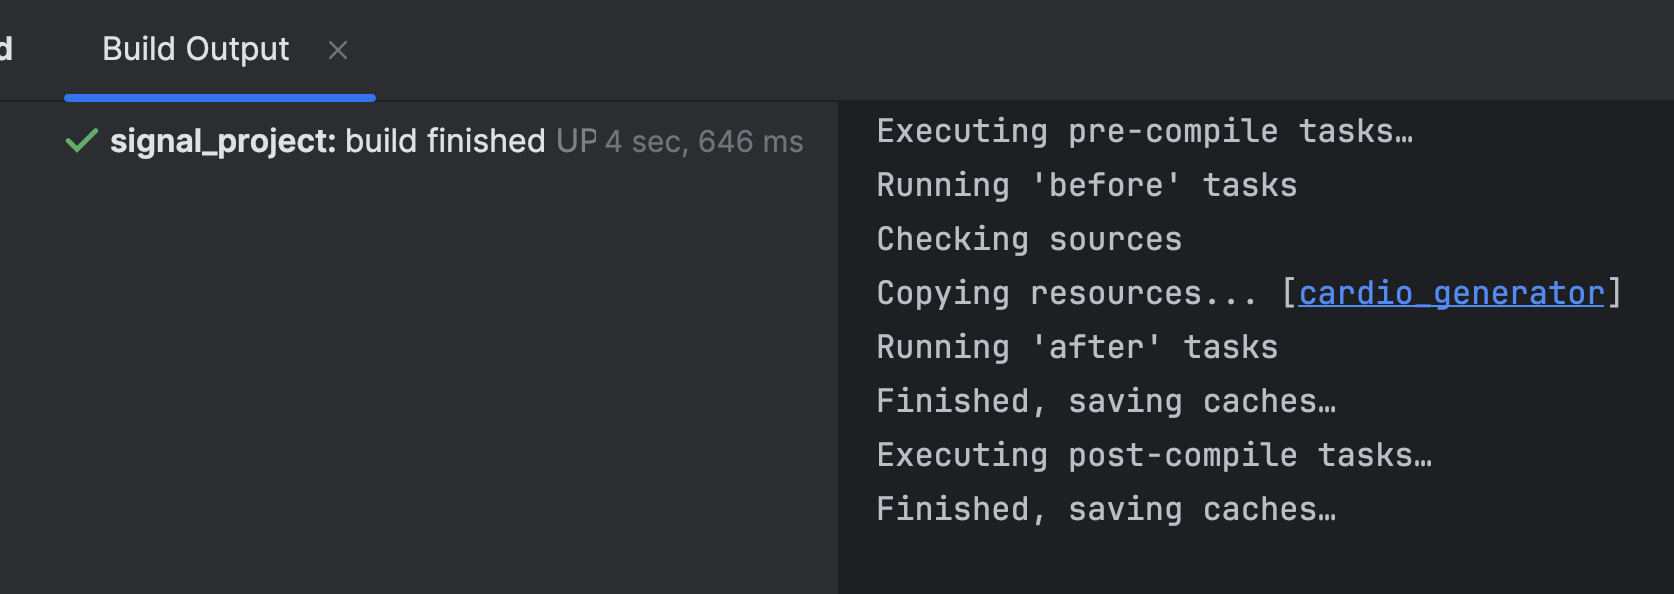 d Build Output
signal_project: build finished UP 4 sec, 646 ms
Executing pre-compile tasks…
Running 'before' tasks
Checking sources
Copying resources... [cardio_generator]
Running 'after' tasks
Finished, saving caches…
Executing post-compile tasks…
Finished, saving caches…